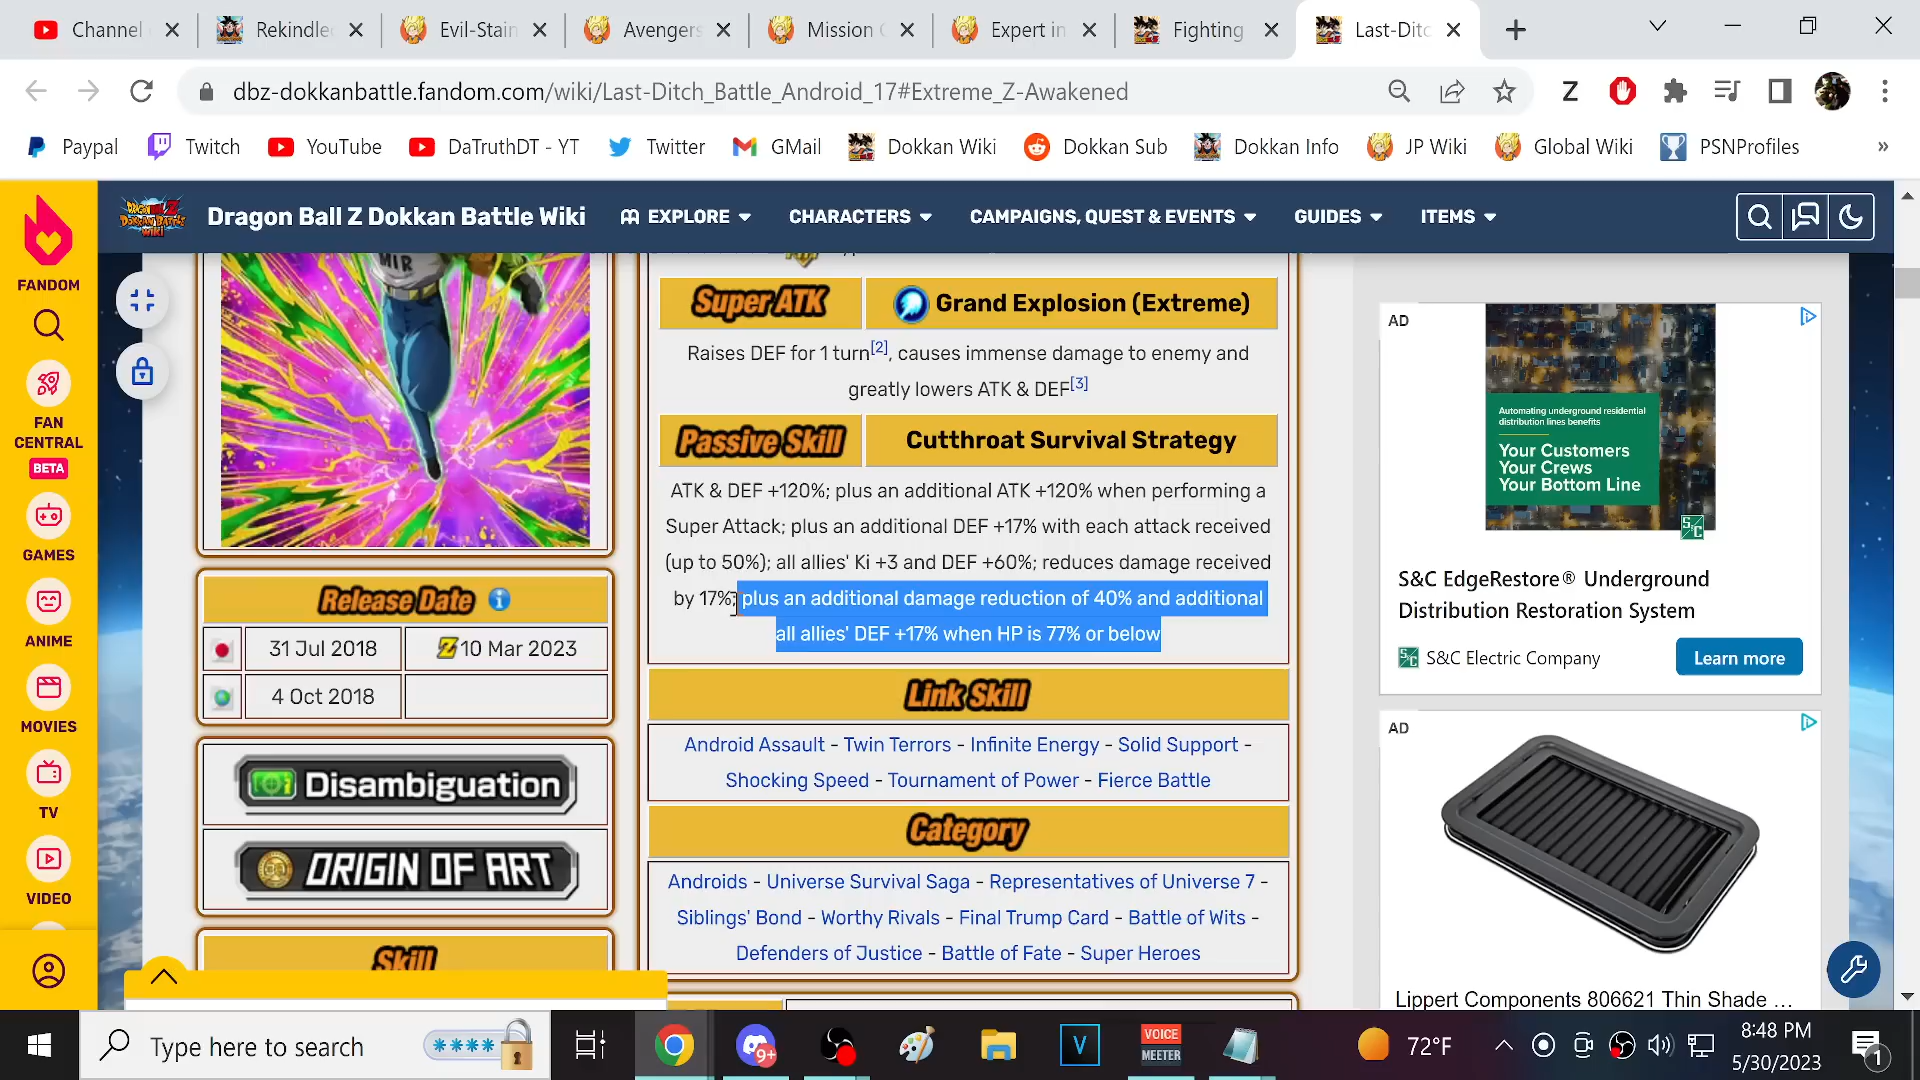 Channel
Rekindle
Evil-Stain
Avengers
Mission
Expert in
Fighting
Last-Ditc
dbz-dokkanbattle.fandom.com/wiki/Last-Ditch_Battle_Android_17#Extreme_Z-Awakened
Z
Paypal
Twitch
YouTube
DaTruthDT - YT
Twitter
GMail
Dokkan Wiki
Dokkan Sub
Dokkan Info
JP Wiki
Global Wiki
PSNProfiles
»
Dragon Ball Z Dokkan Battle Wiki
EXPLORE
CHARACTERS
CAMPAIGNS, QUEST & EVENTS
GUIDES
ITEMS
FANDOM
FAN
CENTRAL
BETA
GAMES
ANIME
MOVIES
TV
VIDEO
MIR
Release Date
31 Jul 2018
10 Mar 2023
4 Oct 2018
Disambiguation
ORIGIN OF ART
Skill
Super ATK
Grand Explosion (Extreme)
Raises DEF for 1 turn[2], causes immense damage to enemy and
greatly lowers ATK & DEF[3]
Passive Skill
Cutthroat Survival Strategy
ATK & DEF +120%; plus an additional ATK +120% when performing a
Super Attack; plus an additional DEF +17% with each attack received
(up to 50%); all allies' Ki +3 and DEF +60%; reduces damage received
by 17%; plus an additional damage reduction of 40% and additional
all allies' DEF +17% when HP is 77% or below
Link Skill
Android Assault - Twin Terrors - Infinite Energy - Solid Support -
Shocking Speed - Tournament of Power - Fierce Battle
Category
Androids - Universe Survival Saga - Representatives of Universe 7 -
Siblings' Bond - Worthy Rivals - Final Trump Card - Battle of Wits -
Defenders of Justice - Battle of Fate - Super Heroes
AD
Automating underground residential
distribution lines benefits
Your Customers
Your Crews
Your Bottom Line
S&C EdgeRestore® Underground
Distribution Restoration System
S&C Electric Company
Learn more
AD
Lippert Components 806621 Thin Shade ...
Type here to search
9+
V
VOICE
MEETER
72°F
8:48 PM
5/30/2023
1